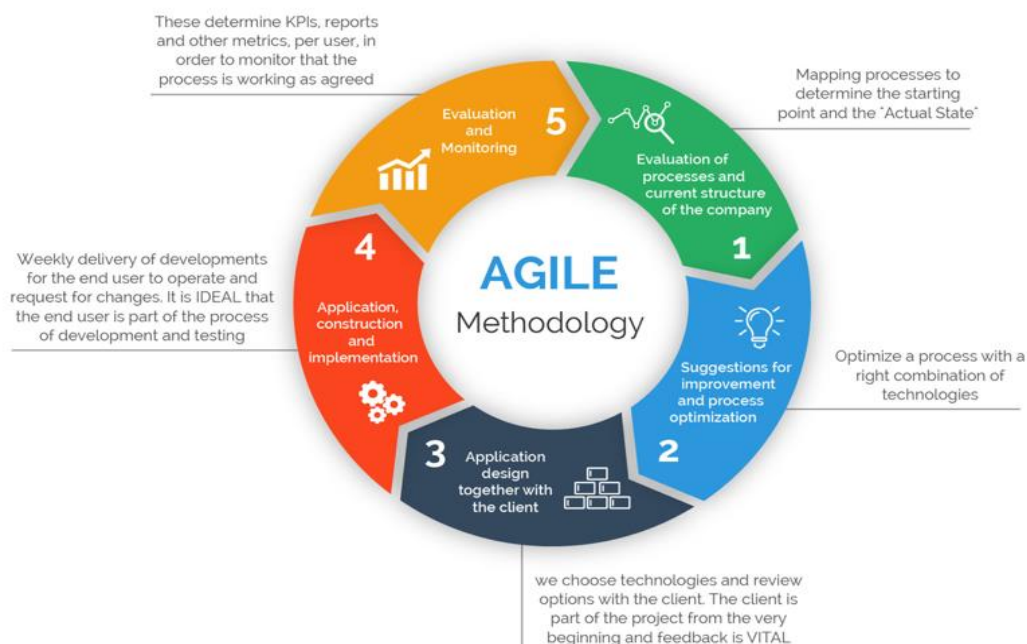 These determine KPIs, reports
and other metrics, per user, in
order to monitor that the
process is working as agreed
Evaluation
and
Monitoring
5
Mapping processes to
determine the starting
point and the "Actual State"
Evaluation of
processes and
current structure
of the company
1
AGILE
Methodology
Weekly delivery of developments
for the end user to operate and
request for changes. It is IDEAL that
the end user is part of the process
of development and testing
4
Application,
construction
and
implementation
Suggestions for
improvement
and process
optimization
2
Optimize a process with a
right combination of
technologies
3
Application
design
together with
the client
we choose technologies and review
options with the client. The client is
part of the project from the very
beginning and feedback is VITAL